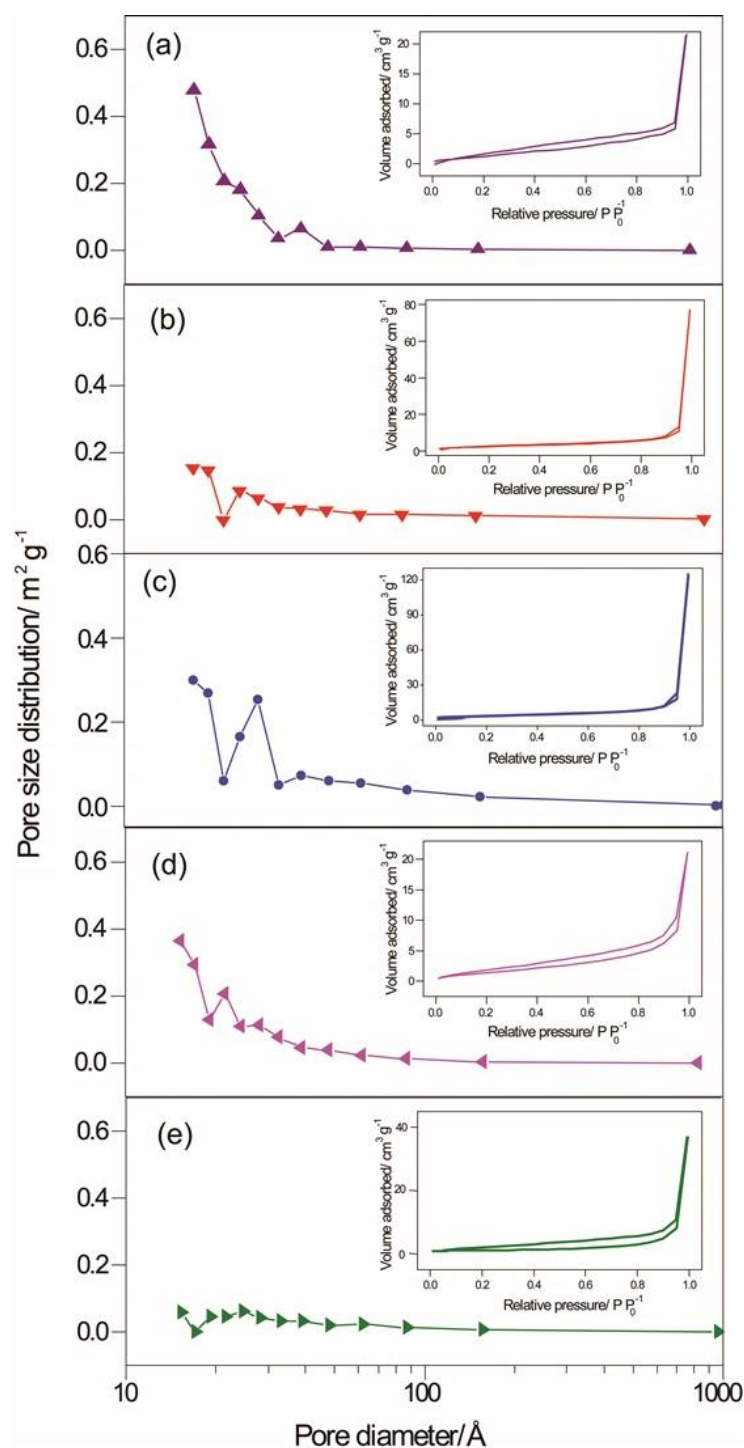 Pore size distribution/ m² g⁻¹
(a)
0.6
0.4
0.2
0.0
Volume adsorbed/ cm³ g⁻¹
20
15
10
5
0
0.0 0.2 0.4 0.6 0.8 1.0
Relative pressure/ P P₀⁻¹
(b)
0.6
0.4
0.2
0.0
Volume adsorbed/ cm³ g⁻¹
80
60
40
20
0
0.0 0.2 0.4 0.6 0.8 1.0
Relative pressure/ P P₀⁻¹
(c)
0.6
0.4
0.2
0.0
Volume adsorbed/ cm³ g⁻¹
120
90
60
30
0
0.0 0.2 0.4 0.6 0.8 1.0
Relative pressure/ P P₀⁻¹
(d)
0.6
0.4
0.2
0.0
Volume adsorbed/ cm³ g⁻¹
20
15
10
5
0
0.0 0.2 0.4 0.6 0.8 1.0
Relative pressure/ P P₀⁻¹
(e)
0.6
0.4
0.2
0.0
Volume adsorbed/ cm³ g⁻¹
40
20
0
0.0 0.2 0.4 0.6 0.8 1.0
Relative pressure/ P P₀⁻¹
10 100 1000
Pore diameter/Å